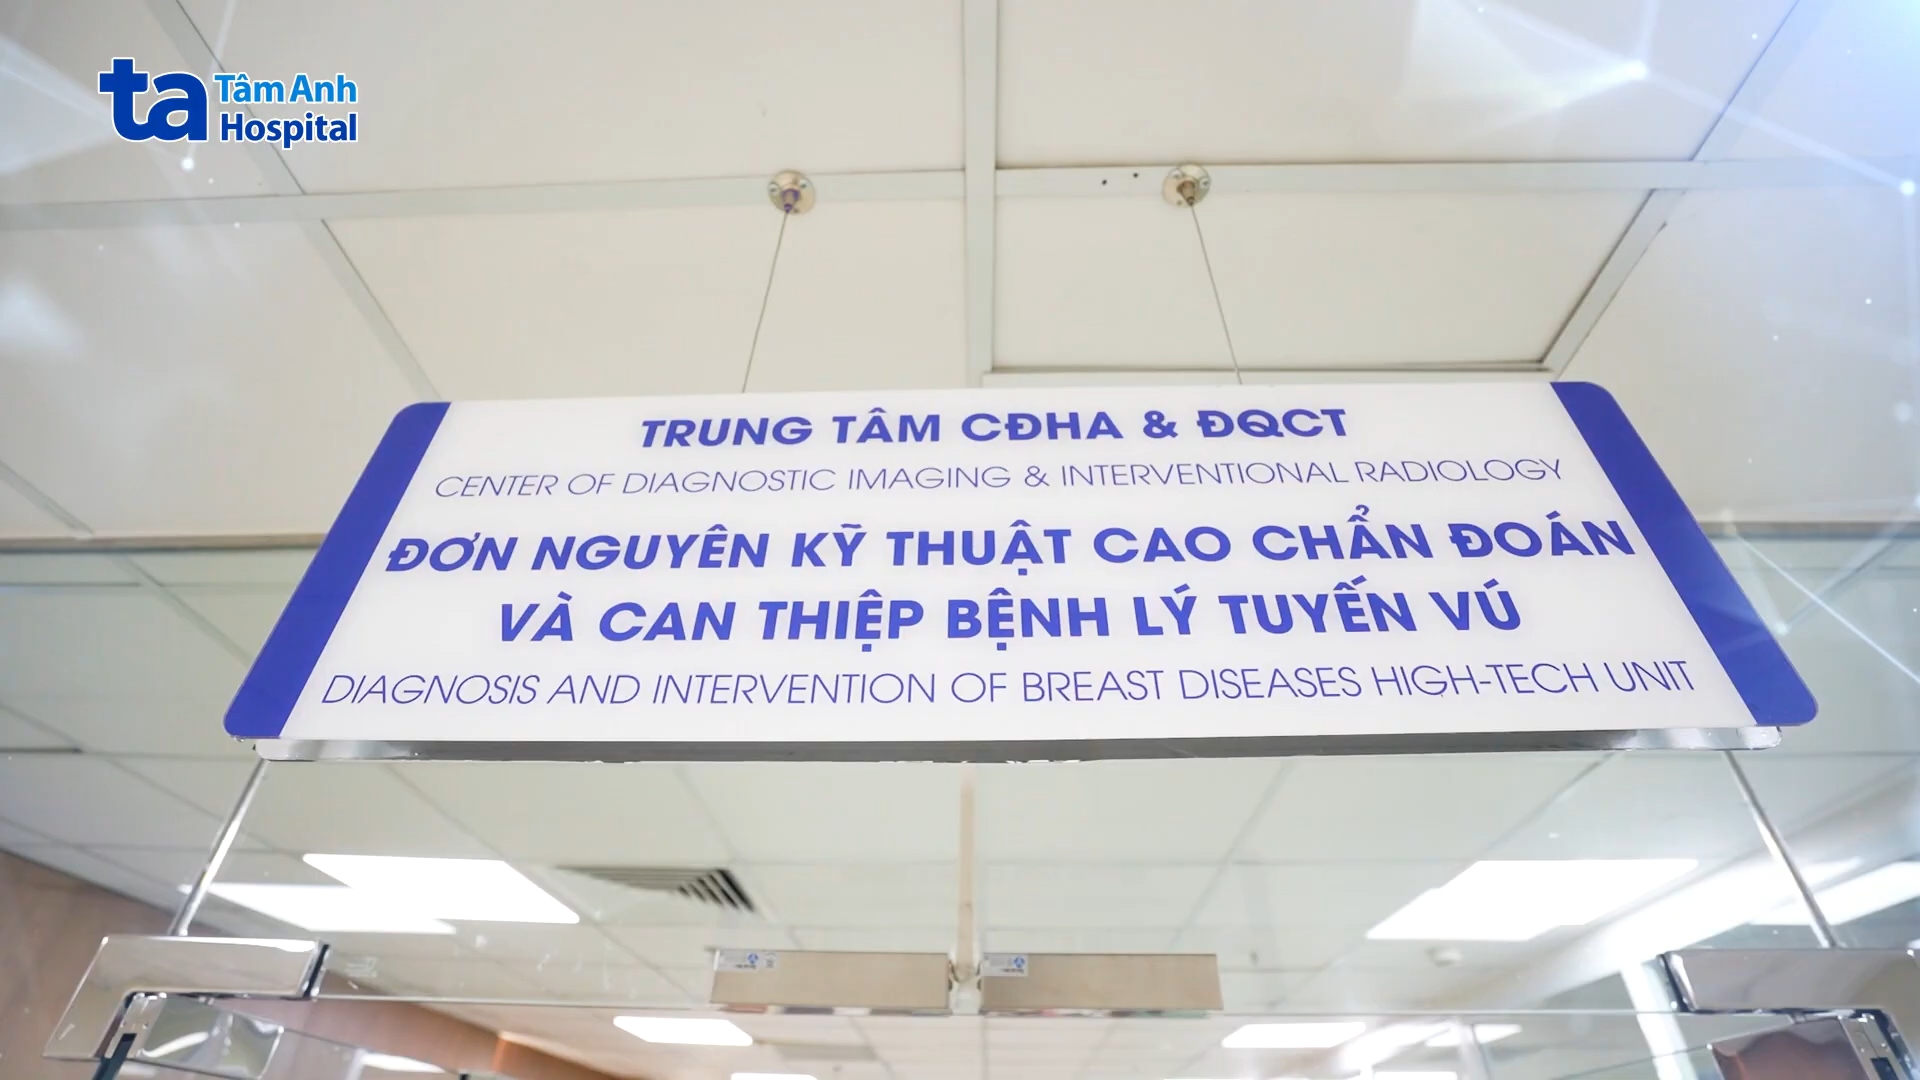 ta Tâm Anh
Hospital
TRUNG TÂM CĐHA & ĐQCT
CENTER OF DIAGNOSTIC IMAGING & INTERVENTIONAL RADIOLOGY
ĐƠN NGUYÊN KỸ THUẬT CAO CHẨN ĐOÁN
VÀ CAN THIỆP BỆNH LÝ TUYẾN VÚ
DIAGNOSIS AND INTERVENTION OF BREAST DISEASES HIGH-TECH UNIT